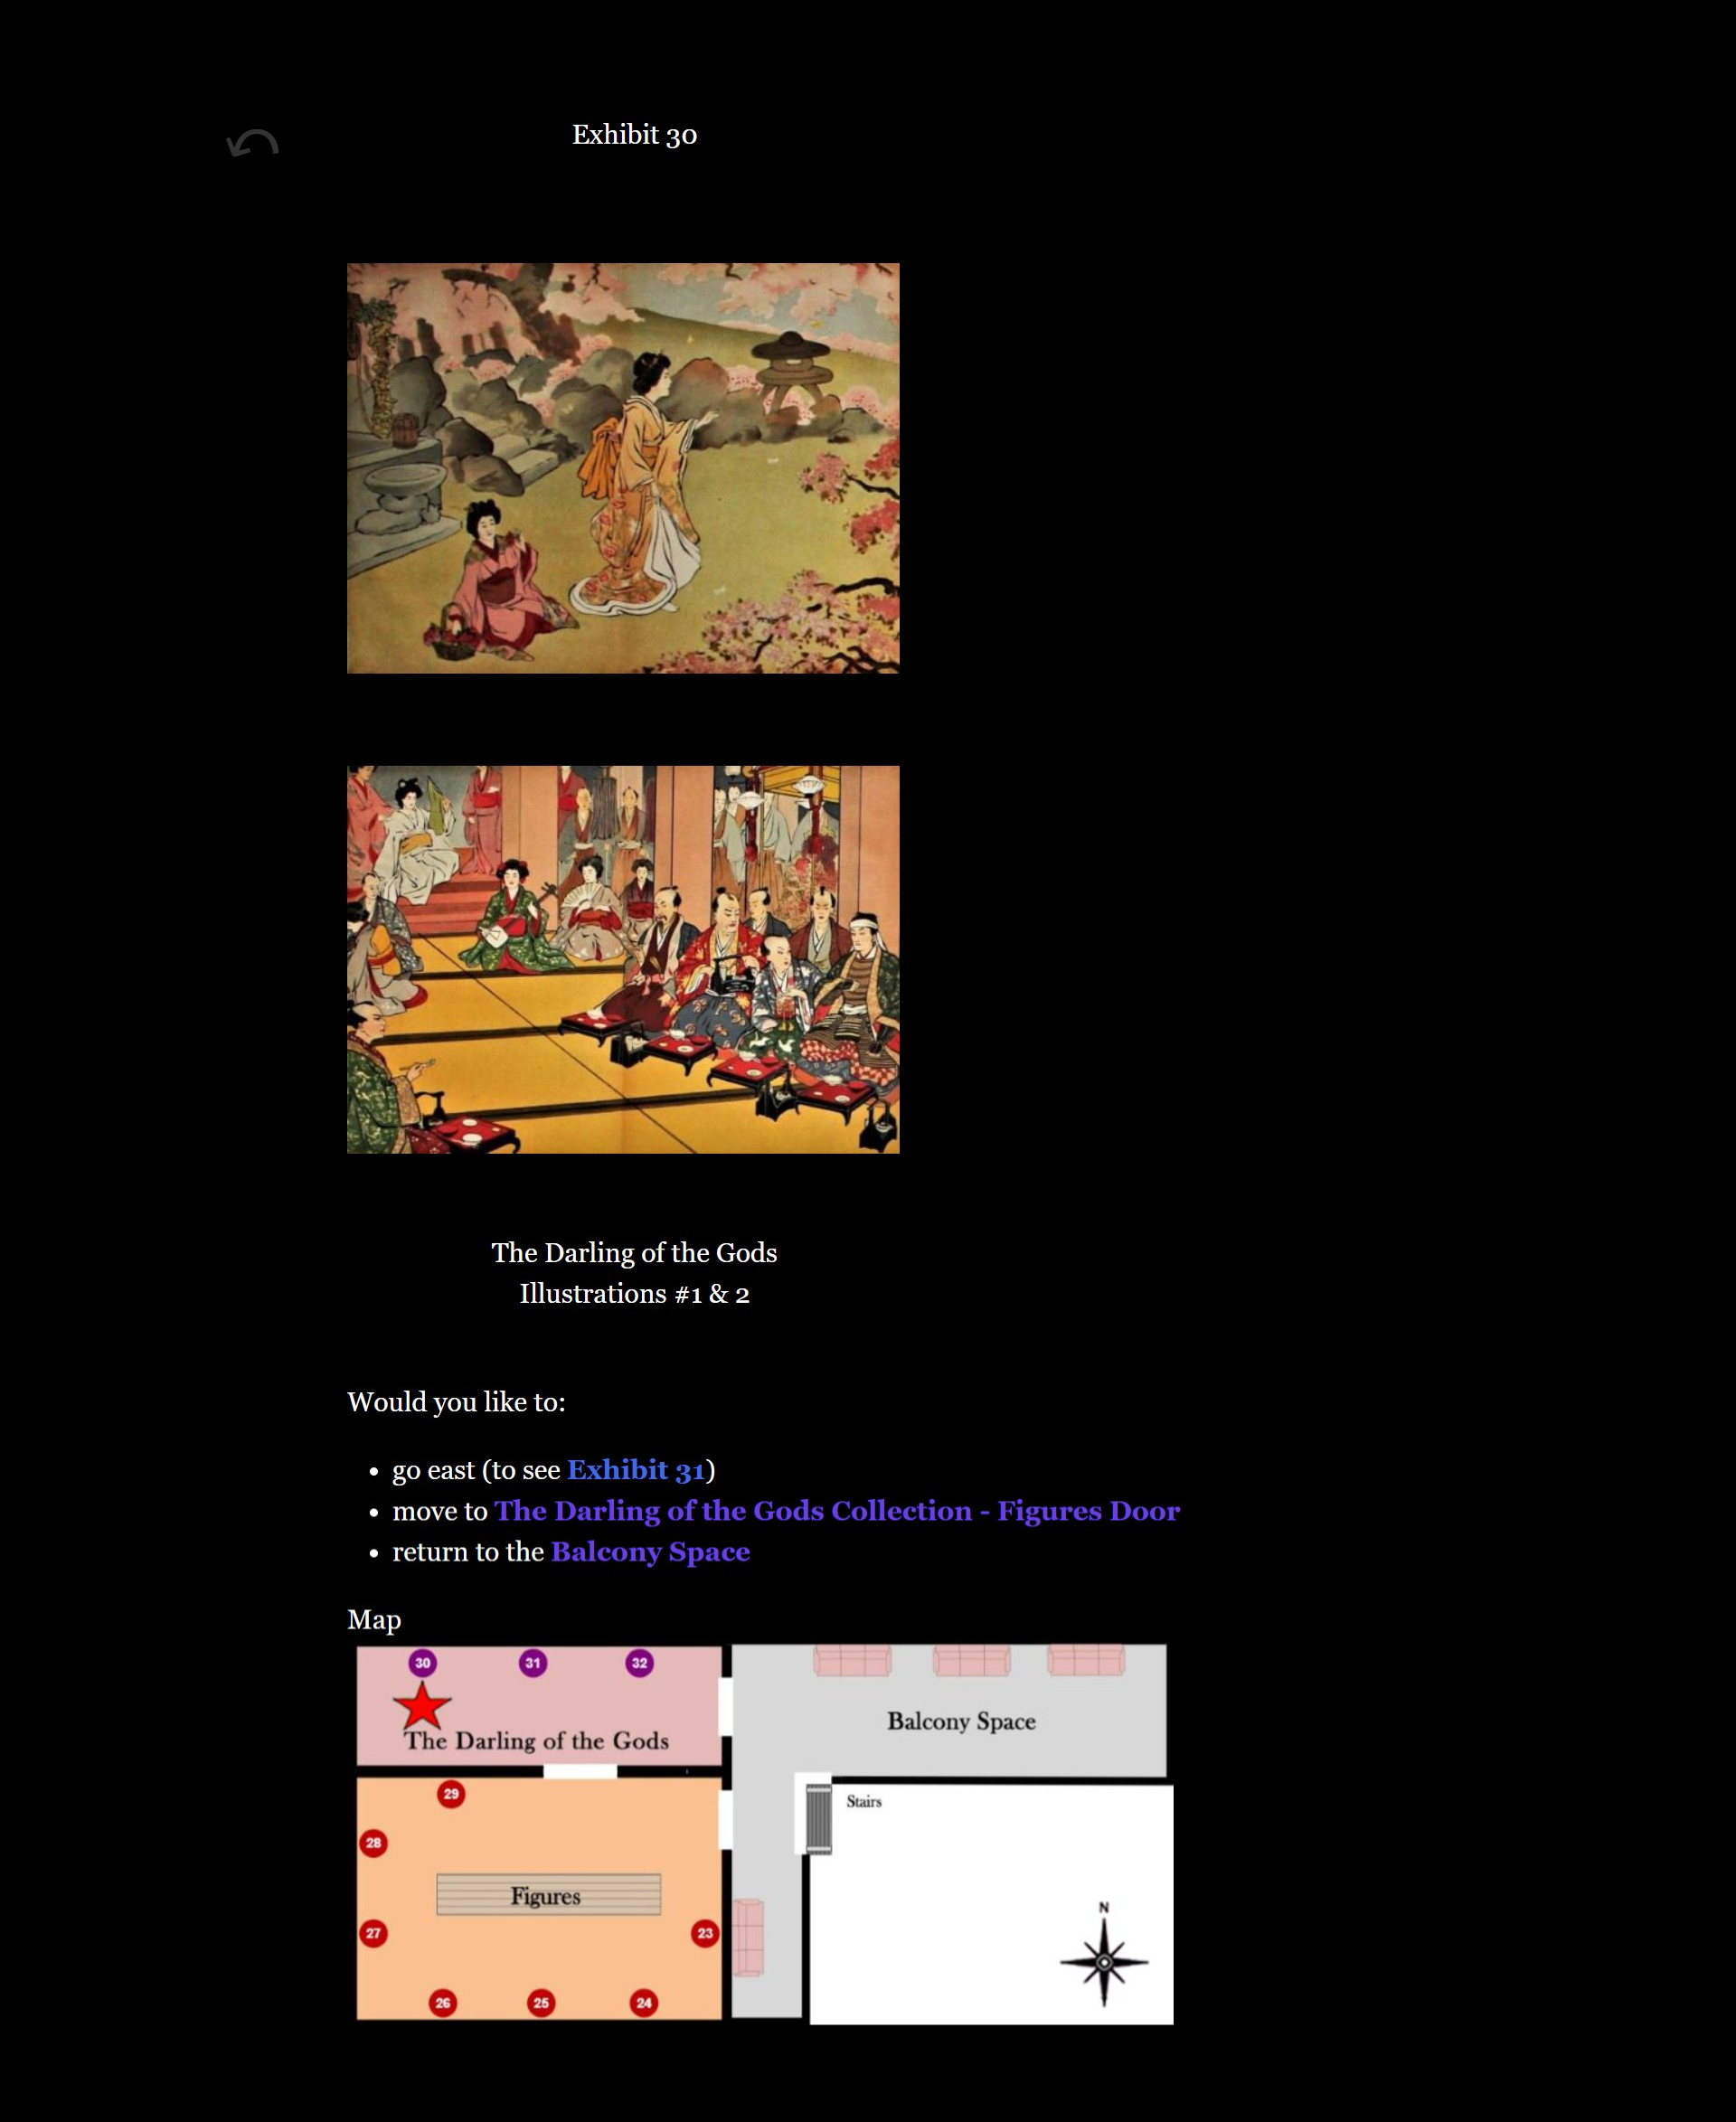 Exhibit 30
The Darling of the Gods
Illustrations #1 & 2
Would you like to:
go east (to see Exhibit 31)
move to The Darling of the Gods Collection - Figures Door
return to the Balcony Space
Map
30 31 32
The Darling of the Gods
Balcony Space
29
Stairs
28
Figures
27
23
N
26 25 24